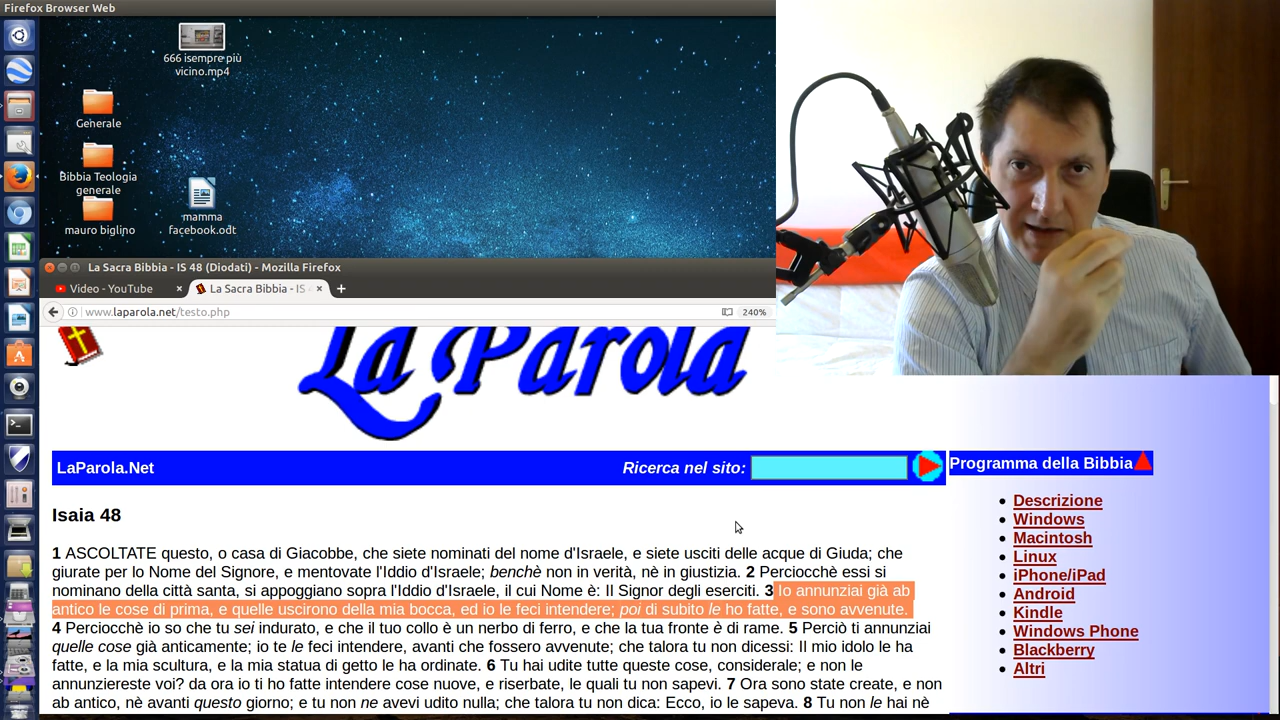 Firefox Browser Web
666 isempre più
vicino.mp4
Generale
Bibbia Teologia
generale
mauro biglino
mamma
facebook.odt
La Sacra Bibbia - IS 48 (Diodati) - Mozilla Firefox
Video - YouTube
La Sacra Bibbia - IS
www.laparola.net/testo.php
240%
La Parola
LaParola.Net
Ricerca nel sito:
Programma della Bibbia
Isaia 48
1 ASCOLTATE questo, o casa di Giacobbe, che siete nominati del nome d'Israele, e siete usciti delle acque di Giuda; che
giurate per lo Nome del Signore, e mentovate l'Iddio d'Israele; benchè non in verità, nè in giustizia. 2 Perciocchè essi si
nominano della città santa, si appoggiano sopra l'Iddio d'Israele, il cui Nome è: Il Signor degli eserciti. 3 Io annunziai già ab
antico le cose di prima, e quelle uscirono della mia bocca, ed io le feci intendere; poi di subito le ho fatte, e sono avvenute.
4 Perciocchè io so che tu sei indurato, e che il tuo collo è un nerbo di ferro, e che la tua fronte è di rame. 5 Perciò ti annunziai
quelle cose già anticamente; io te le feci intendere, avanti che fossero avvenute; che talora tu non dicessi: Il mio idolo le ha
fatte, e la mia scultura, e la mia statua di getto le ha ordinate. 6 Tu hai udite tutte queste cose, considerale; e non le
annunziereste voi? da ora io ti ho fatte intendere cose nuove, e riserbate, le quali tu non sapevi. 7 Ora sono state create, e non
ab antico, nè avanti questo giorno; e tu non ne avevi udito nulla; che talora tu non dica: Ecco, io le sapeva. 8 Tu non le hai nè
Descrizione
Windows
Macintosh
Linux
iPhone/iPad
Android
Kindle
Windows Phone
Blackberry
Altri